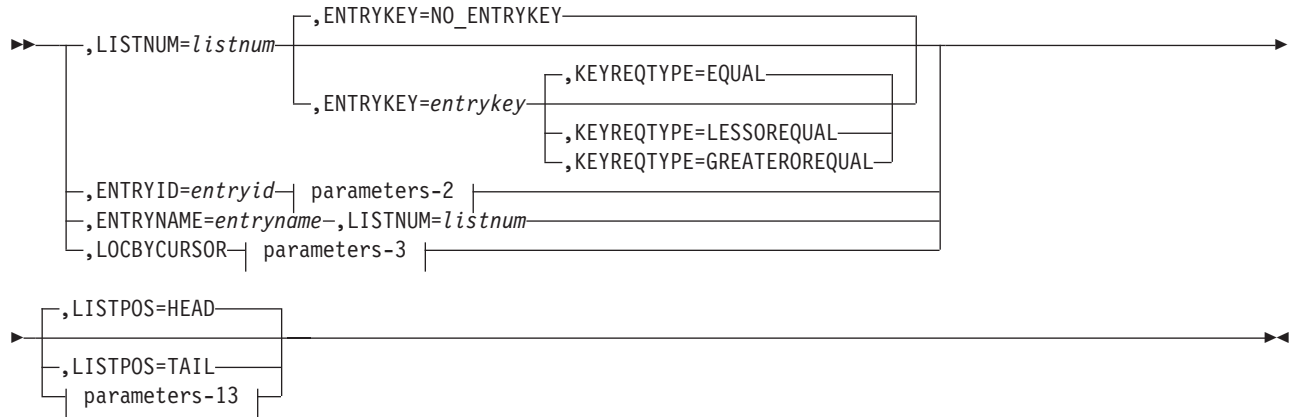 ,ENTRYKEY=NO_ENTRYKEY
,LISTNUM=listnum
,KEYREQTYPE=EQUAL
,ENTRYKEY=entrykey
,KEYREQTYPE=LESSOREQUAL
,KEYREQTYPE=GREATEROREQUAL
,ENTRYID=entryid parameters-2
,ENTRYNAME=entryname ,LISTNUM=listnum
,LOCBYCURSOR parameters-3
,LISTPOS=HEAD
,LISTPOS=TAIL
parameters-13